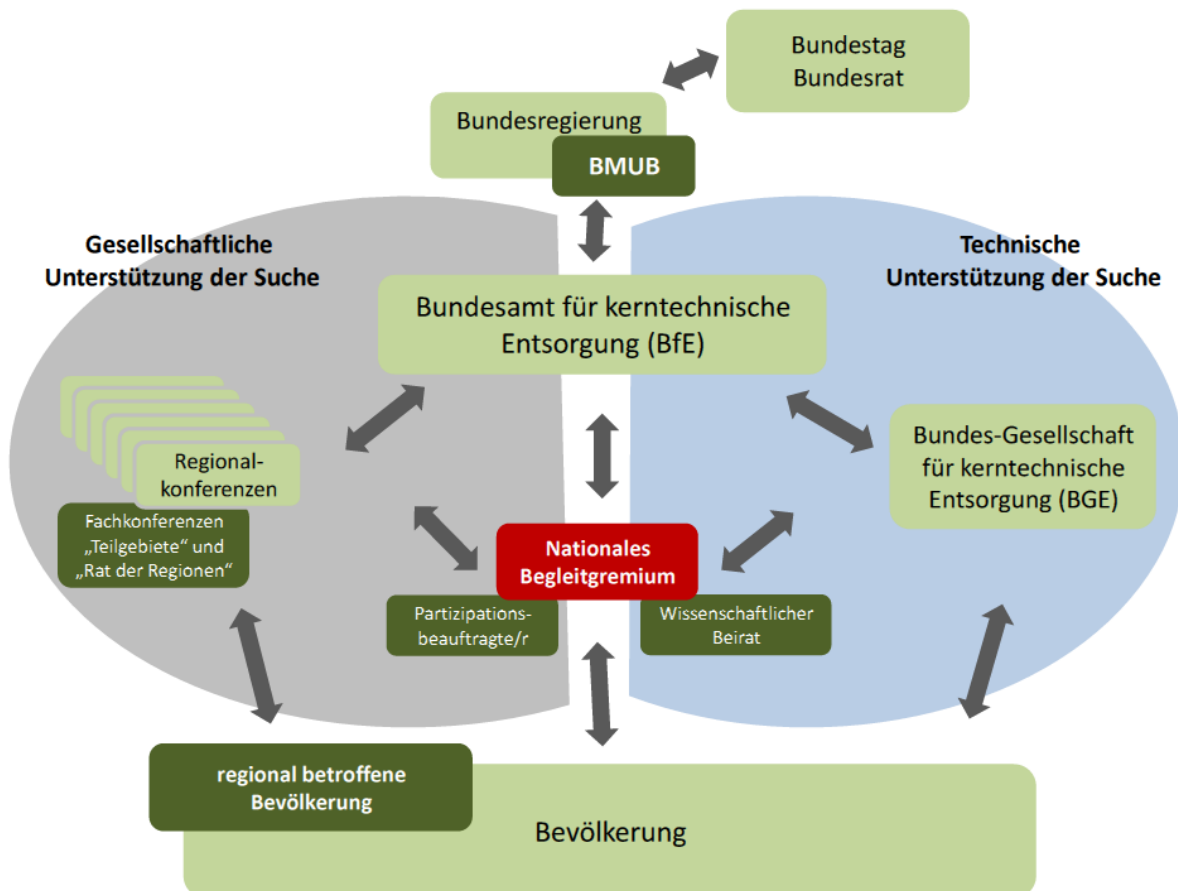 Bundestag
Bundesrat
Bundesregierung
BMUB
Gesellschaftliche
Unterstützung der Suche
Technische
Unterstützung der Suche
Bundesamt für kerntechnische
Entsorgung (BfE)
Regional-
konferenzen
Fachkonferenzen
„Teilgebiete“ und
„Rat der Regionen“
Bundes-Gesellschaft
für kerntechnische
Entsorgung (BGE)
Nationales
Begleitgremium
Partizipations-
beauftragte/r
Wissenschaftlicher
Beirat
regional betroffene
Bevölkerung
Bevölkerung